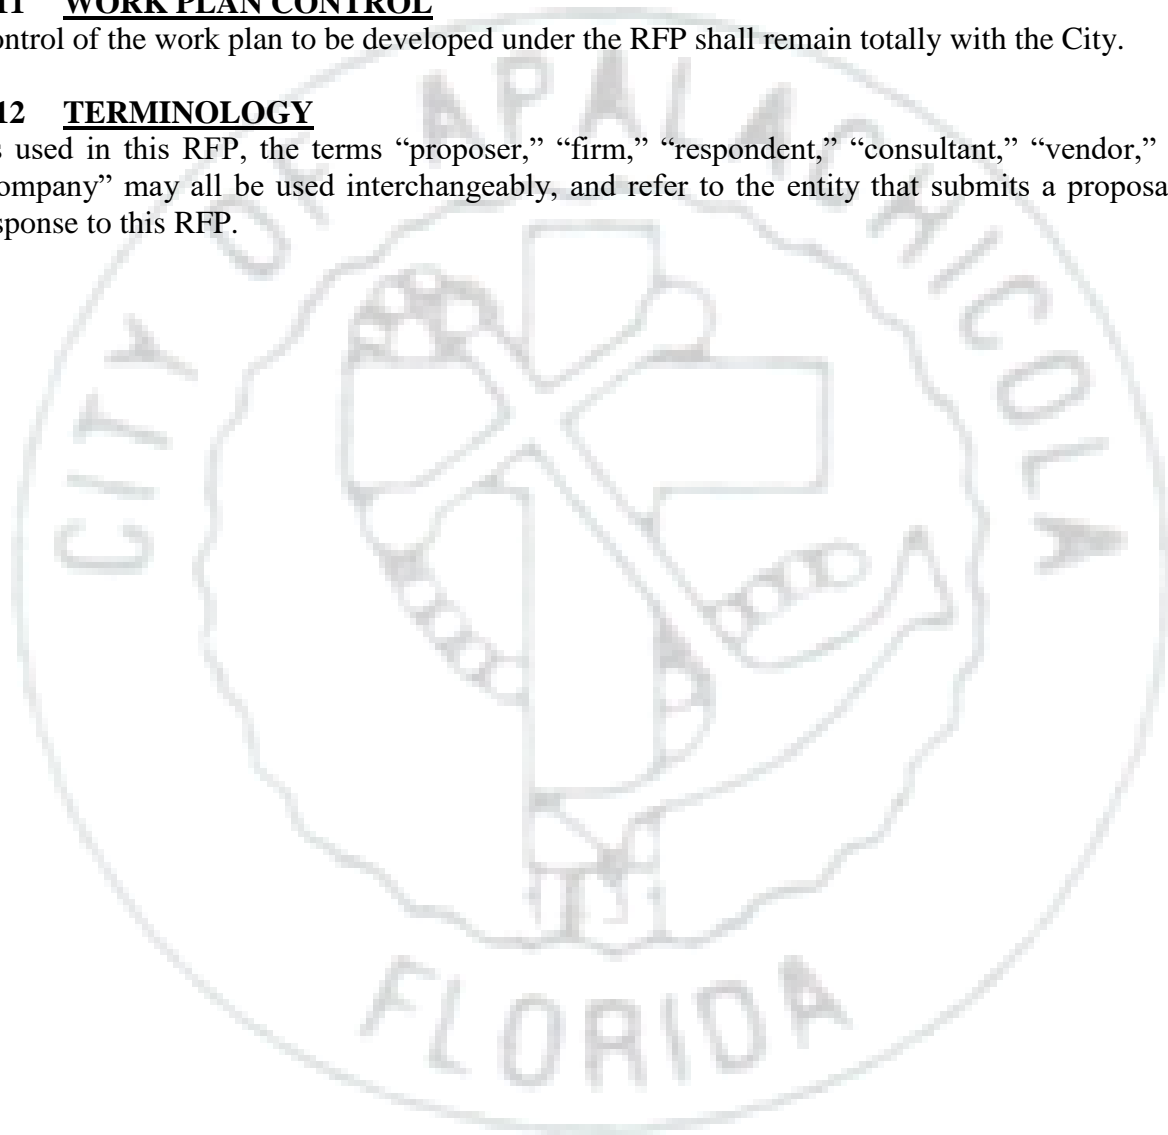 11 WORK PLAN CONTROL
ontrol of the work plan to be developed under the RFP shall remain totally with the City.
12 TERMINOLOGY
s used in this RFP, the terms “proposer,” “firm,” “respondent,” “consultant,” “vendor,”
ompany” may all be used interchangeably, and refer to the entity that submits a proposa
sponse to this RFP.
CITY OF APALACHICOLA
FLORIDA